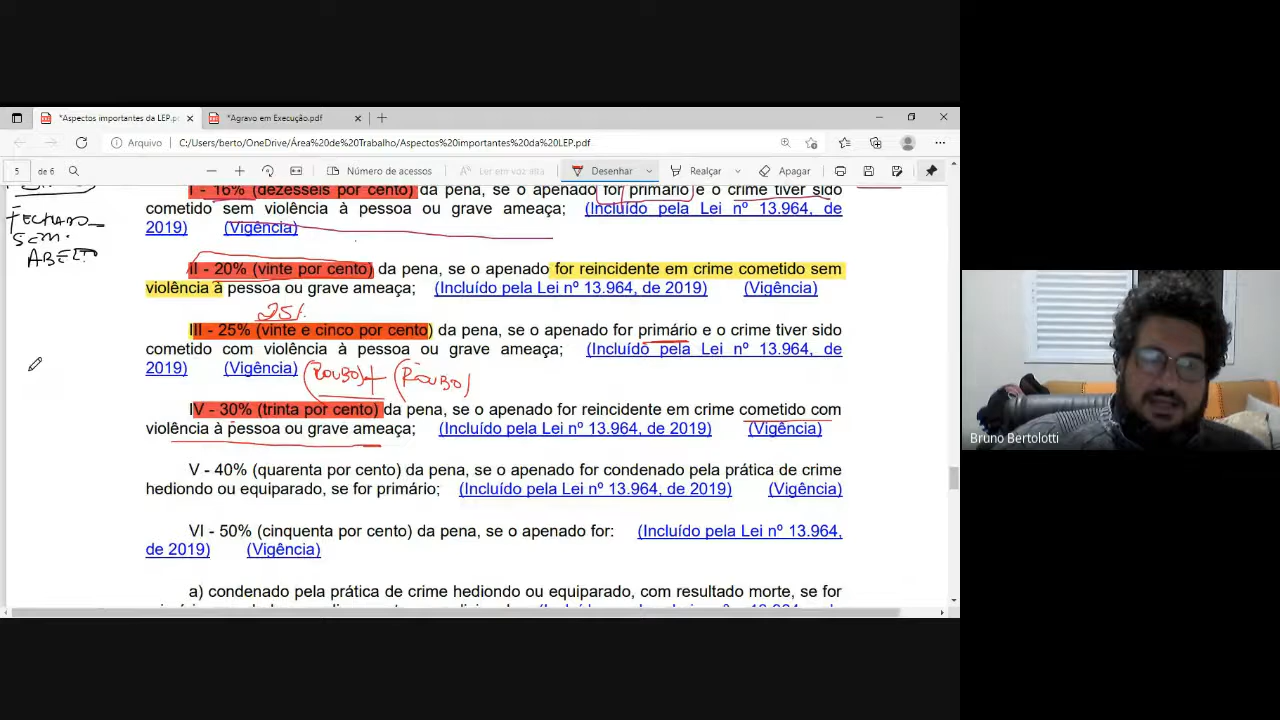 *Aspectos importantes da LEP.p
*Agravo em Execução.pdf
Arquivo
C:/Users/berto/OneDrive/Área%20de%20Trabalho/Aspectos%20importantes%20da%20LEP.pdf
5
de 6
Número de acessos
Ler em voz alta
Desenhar
Realçar
Apagar
I - 16% (dezesseis por cento) da pena, se o apenado for primário e o crime tiver sido
cometido sem violência à pessoa ou grave ameaça; (Incluído pela Lei nº 13.964, de
2019) (Vigência)
FECHADO
SEM.
ABERTO
II - 20% (vinte por cento) da pena, se o apenado for reincidente em crime cometido sem
violência à pessoa ou grave ameaça; (Incluído pela Lei nº 13.964, de 2019) (Vigência)
25%
III - 25% (vinte e cinco por cento) da pena, se o apenado for primário e o crime tiver sido
cometido com violência à pessoa ou grave ameaça; (Incluído pela Lei nº 13.964, de
2019) (Vigência)
(ROUBO) + (ROUBO)
IV - 30% (trinta por cento) da pena, se o apenado for reincidente em crime cometido com
violência à pessoa ou grave ameaça; (Incluído pela Lei nº 13.964, de 2019) (Vigência)
V - 40% (quarenta por cento) da pena, se o apenado for condenado pela prática de crime
hediondo ou equiparado, se for primário; (Incluído pela Lei nº 13.964, de 2019) (Vigência)
VI - 50% (cinquenta por cento) da pena, se o apenado for: (Incluído pela Lei nº 13.964,
de 2019) (Vigência)
a) condenado pela prática de crime hediondo ou equiparado, com resultado morte, se for
Bruno Bertolotti